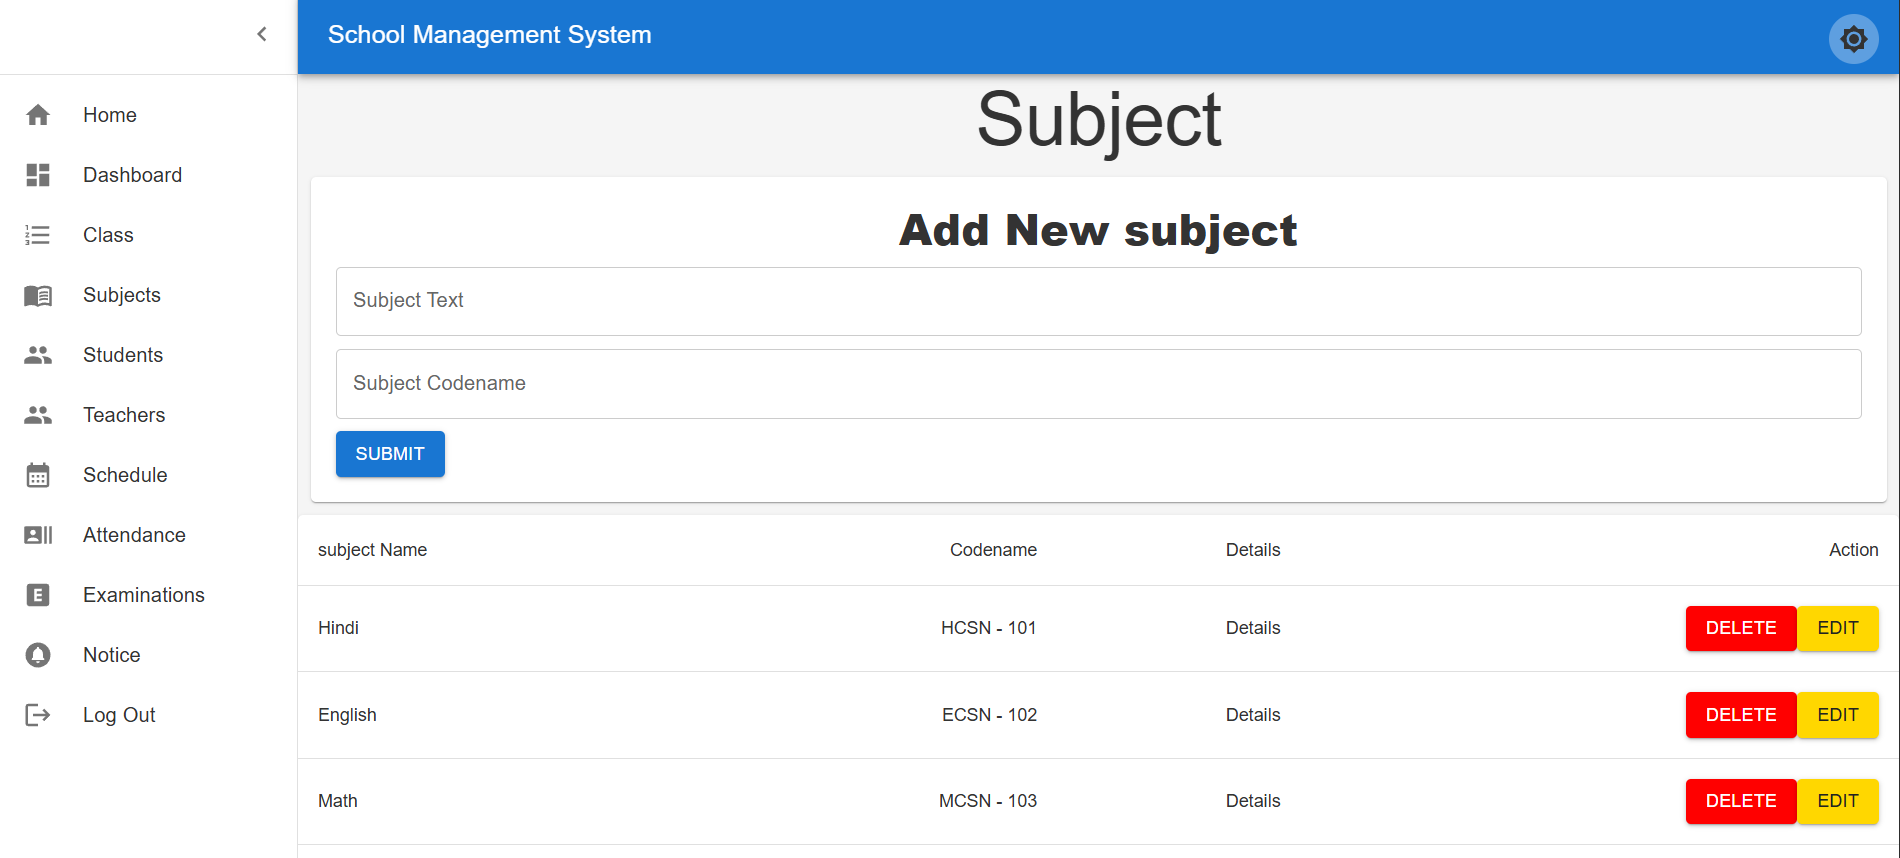 School Management System
Home
Dashboard
Class
Subjects
Students
Teachers
Schedule
Attendance
Examinations
Notice
Log Out
Subject
Add New subject
Subject Text
Subject Codename
SUBMIT
subject Name Codename Details Action
Hindi HCSN - 101 Details DELETE EDIT
English ECSN - 102 Details DELETE EDIT
Math MCSN - 103 Details DELETE EDIT